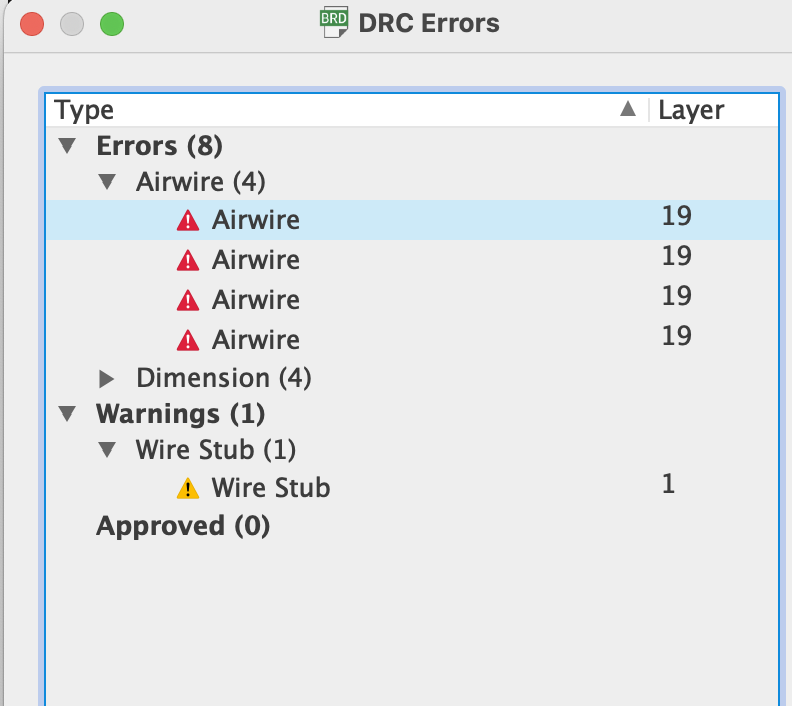 BRD DRC Errors
Type Layer
Errors (8)
Airwire (4)
Airwire 19
Airwire 19
Airwire 19
Airwire 19
Dimension (4)
Warnings (1)
Wire Stub (1)
Wire Stub 1
Approved (0)